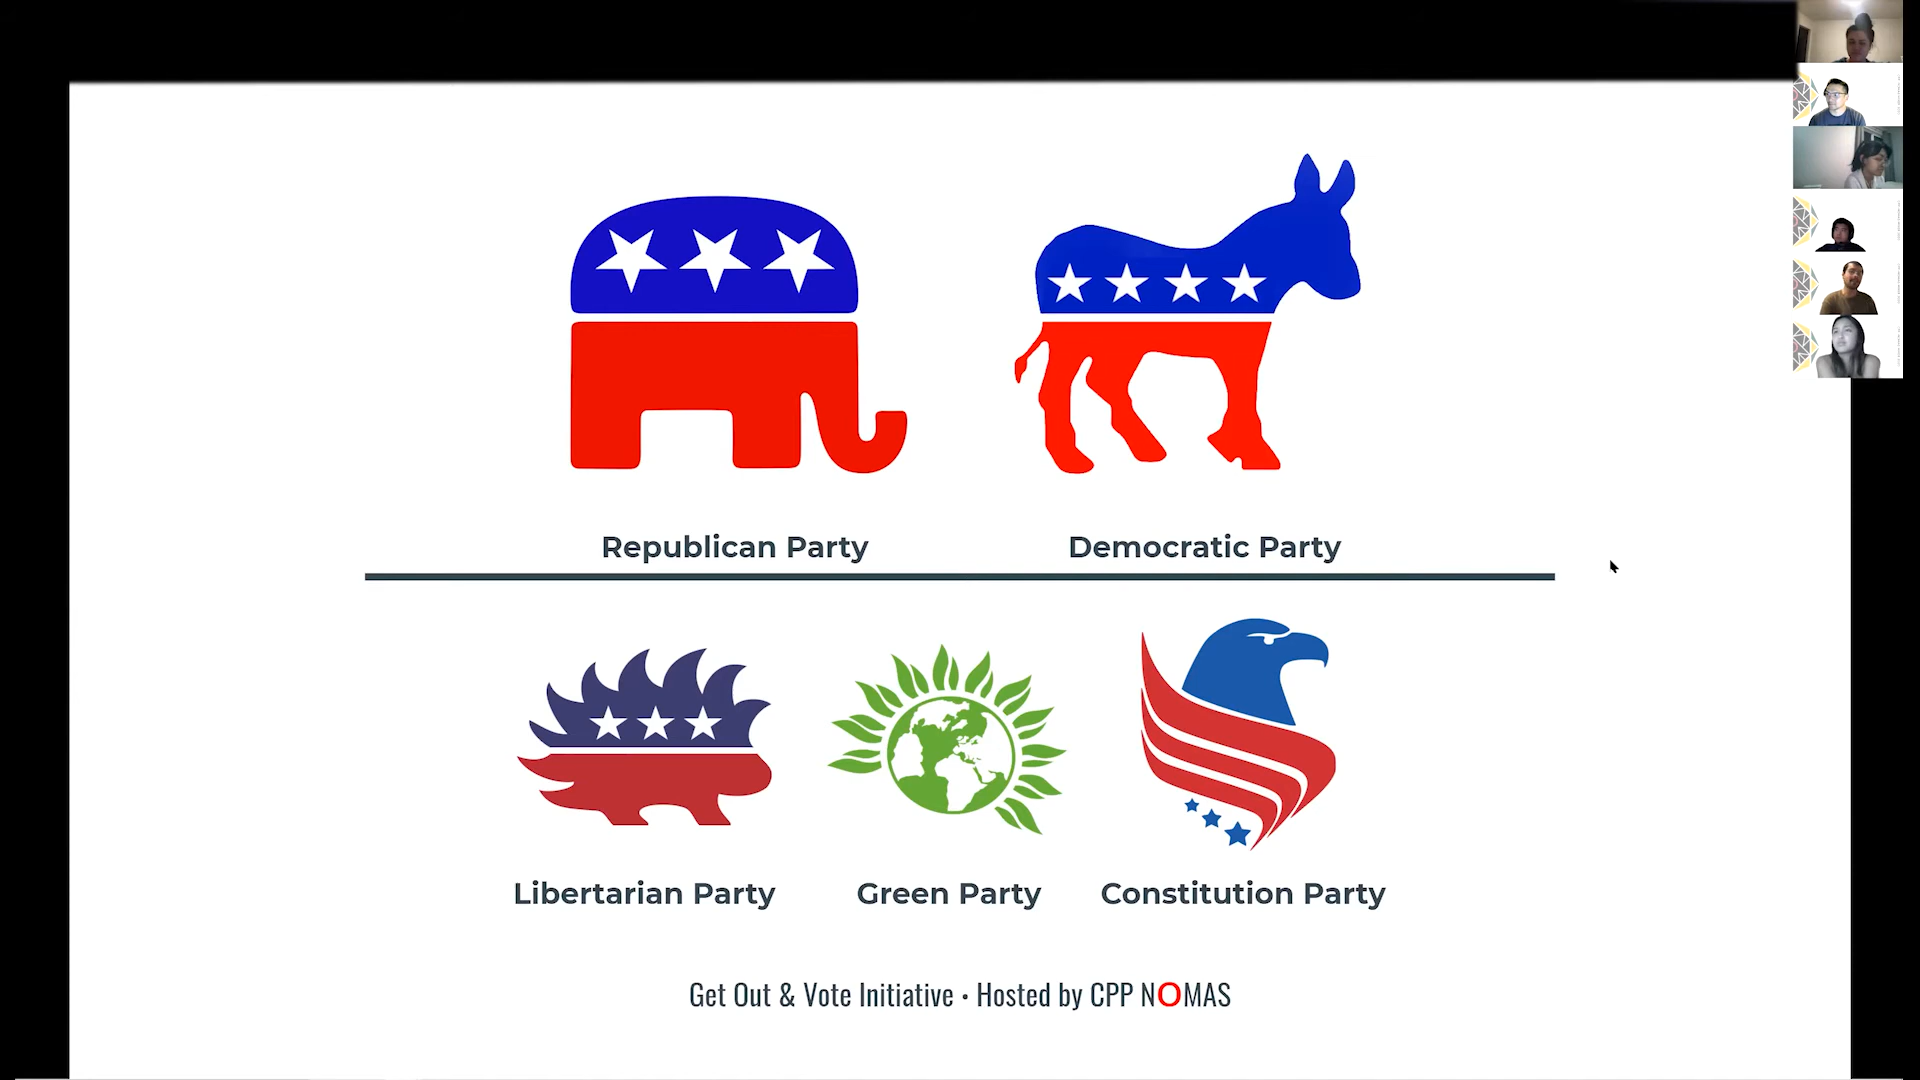 Republican Party
Democratic Party
Libertarian Party
Green Party
Constitution Party
Get Out & Vote Initiative • Hosted by CPP NOMAS